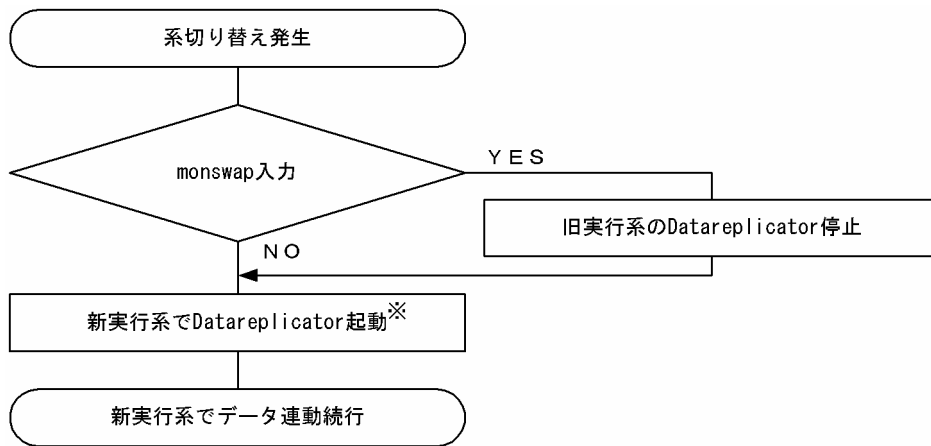 系切り替え発生
monswap入力
ＹＥＳ
旧実行系のDatareplicator停止
ＮＯ
新実行系でDatareplicator起動※
新実行系でデータ連動続行